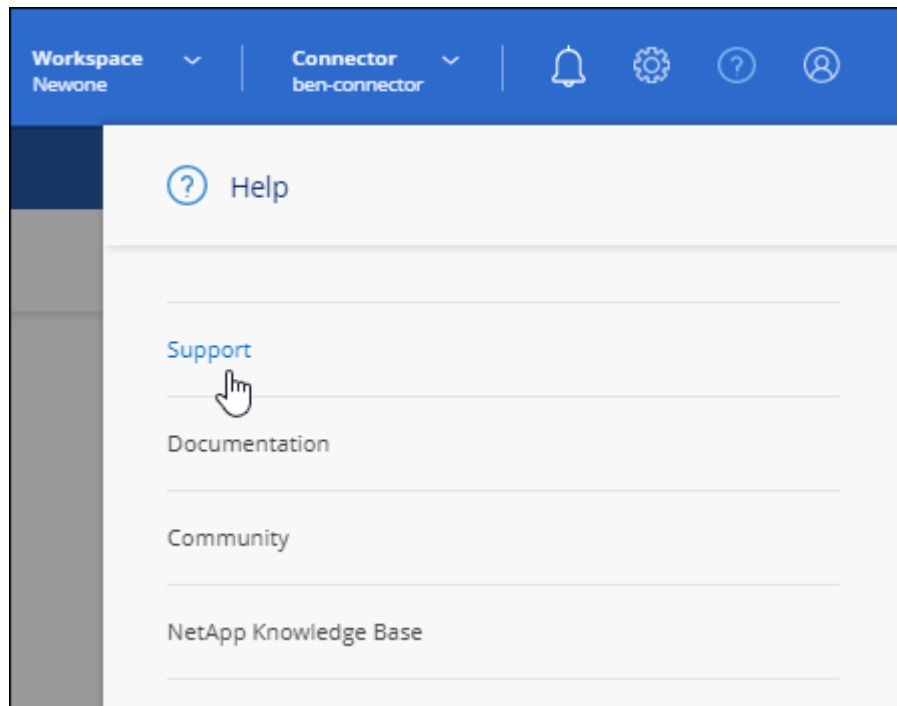 Workspace
Newone
Connector
ben-connector
Help
Support
Documentation
Community
NetApp Knowledge Base